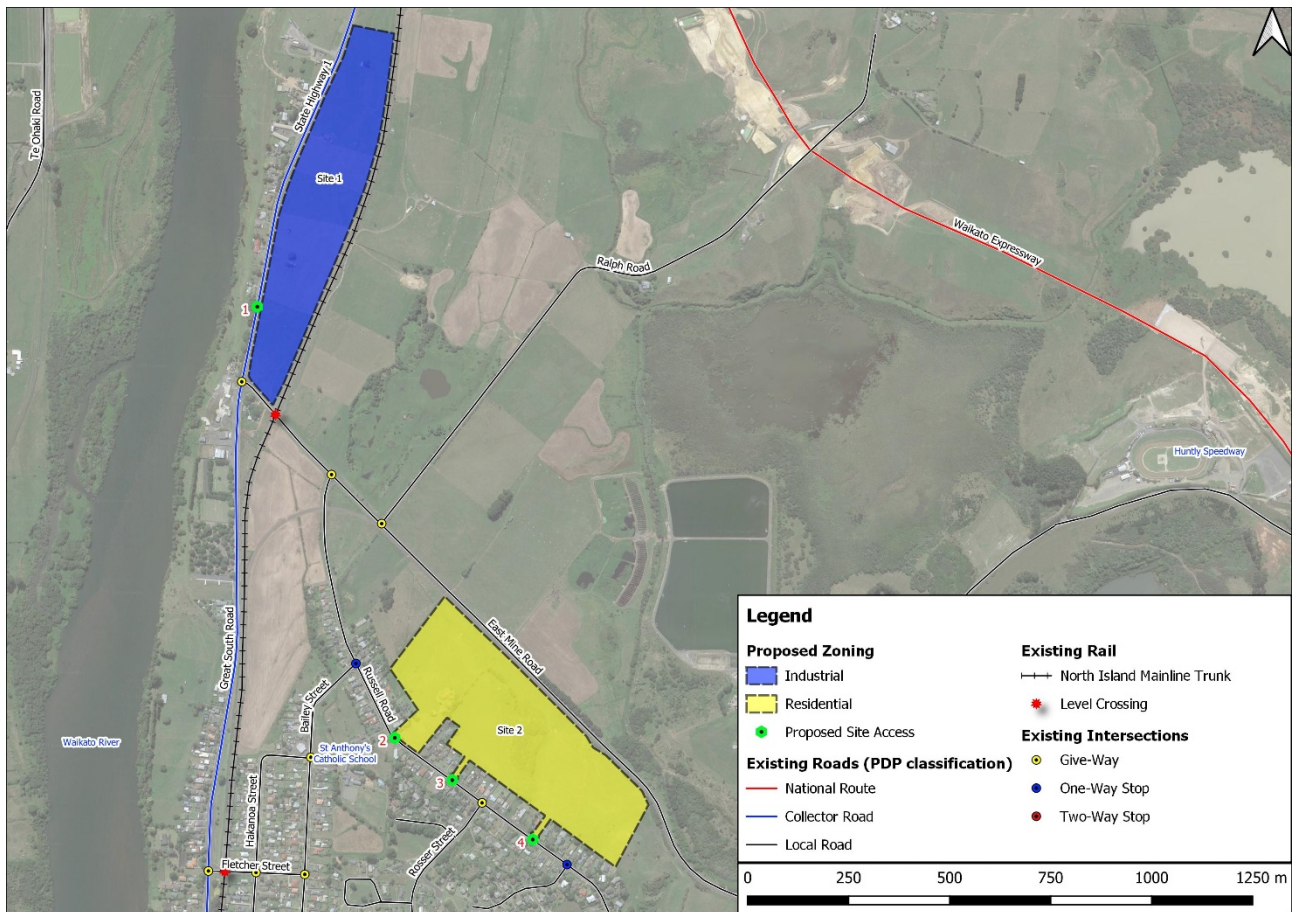 Te Ohaki Road
State Highway 1
Site 1
1
Ralph Road
Waikato Expressway
Huntly Speedway
Great South Road
East Mine Road
Russell Road
Bailey Street
Site 2
Waikato River
St Anthony's
Catholic School
2
3
4
Hakanoa Street
Rosser Street
Fletcher Street
Legend
Proposed Zoning
Industrial
Residential
Proposed Site Access
Existing Roads (PDP classification)
National Route
Collector Road
Local Road
Existing Rail
North Island Mainline Trunk
Level Crossing
Existing Intersections
Give-Way
One-Way Stop
Two-Way Stop
0 250 500 750 1000 1250 m